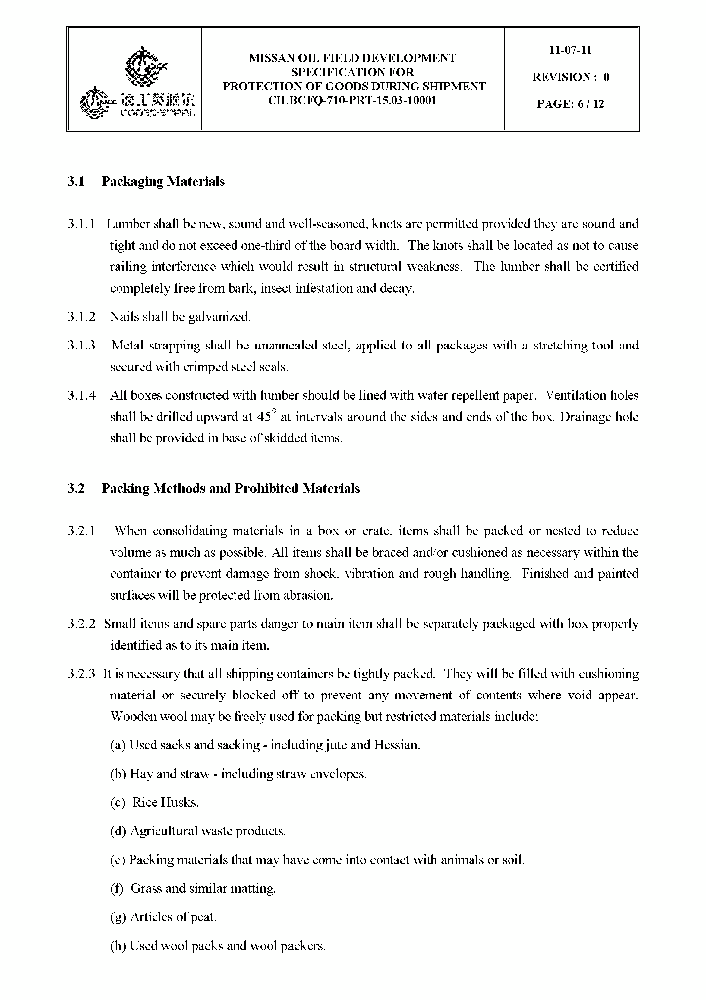 MISSAN OIL FIELD DEVELOPMENT
SPECIFICATION FOR
PROTECTION OF GOODS DURING SHIPMENT
CILBCFQ-710-PRT-15.03-10001
11-07-11
REVISION : 0
PAGE: 6 / 12
海工英派尔
COOEC-ENPAL
3.1 Packaging Materials
3.1.1 Lumber shall be new, sound and well-seasoned, knots are permitted provided they are sound and
tight and do not exceed one-third of the board width. The knots shall be located as not to cause
railing interference which would result in structural weakness. The lumber shall be certified
completely free from bark, insect infestation and decay.
3.1.2 Nails shall be galvanized.
3.1.3 Metal strapping shall be unannealed steel, applied to all packages with a stretching tool and
secured with crimped steel seals.
3.1.4 All boxes constructed with lumber should be lined with water repellent paper. Ventilation holes
shall be drilled upward at 45° at intervals around the sides and ends of the box. Drainage hole
shall be provided in base of skidded items.
3.2 Packing Methods and Prohibited Materials
3.2.1 When consolidating materials in a box or crate, items shall be packed or nested to reduce
volume as much as possible. All items shall be braced and/or cushioned as necessary within the
container to prevent damage from shock, vibration and rough handling. Finished and painted
surfaces will be protected from abrasion.
3.2.2 Small items and spare parts danger to main item shall be separately packaged with box properly
identified as to its main item.
3.2.3 It is necessary that all shipping containers be tightly packed. They will be filled with cushioning
material or securely blocked off to prevent any movement of contents where void appear.
Wooden wool may be freely used for packing but restricted materials include:
(a) Used sacks and sacking - including jute and Hessian.
(b) Hay and straw - including straw envelopes.
(c) Rice Husks.
(d) Agricultural waste products.
(e) Packing materials that may have come into contact with animals or soil.
(f) Grass and similar matting.
(g) Articles of peat.
(h) Used wool packs and wool packers.